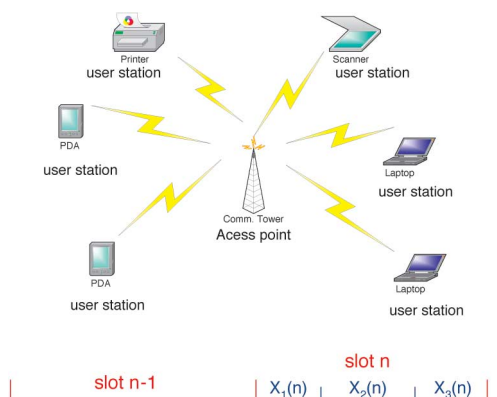 Printer
user station
Scanner
user station
PDA
user station
Laptop
user station
Comm. Tower
Acess point
PDA
user station
Laptop
user station
slot n
slot n-1
X₁(n) X₂(n) X₃(n)